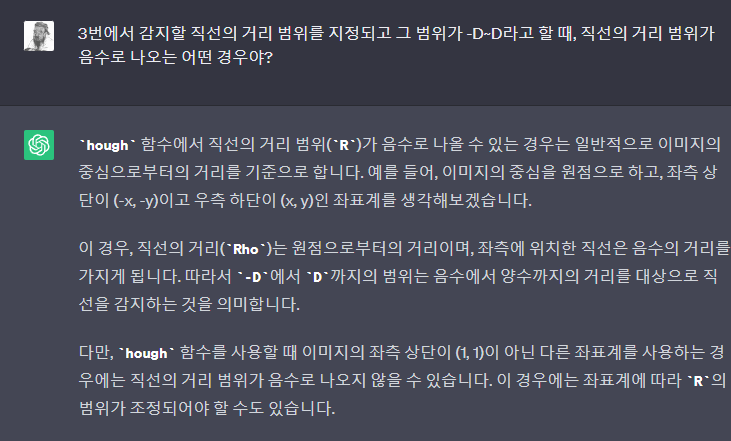 3번에서 감지할 직선의 거리 범위를 지정되고 그 범위가 -D~D라고 할 때, 직선의 거리 범위가
음수로 나오는 어떤 경우야?
`hough` 함수에서 직선의 거리 범위(`R`)가 음수로 나올 수 있는 경우는 일반적으로 이미지의
중심으로부터의 거리를 기준으로 합니다. 예를 들어, 이미지의 중심을 원점으로 하고, 좌측 상
단이 (-x, -y)이고 우측 하단이 (x, y)인 좌표계를 생각해보겠습니다.
이 경우, 직선의 거리(`Rho`)는 원점으로부터의 거리이며, 좌측에 위치한 직선은 음수의 거리를
가지게 됩니다. 따라서 `-D`에서 `D`까지의 범위는 음수에서 양수까지의 거리를 대상으로 직
선을 감지하는 것을 의미합니다.
다만, `hough` 함수를 사용할 때 이미지의 좌측 상단이 (1, 1)이 아닌 다른 좌표계를 사용하는 경
우에는 직선의 거리 범위가 음수로 나오지 않을 수 있습니다. 이 경우에는 좌표계에 따라 `R`의
범위가 조정되어야 할 수도 있습니다.